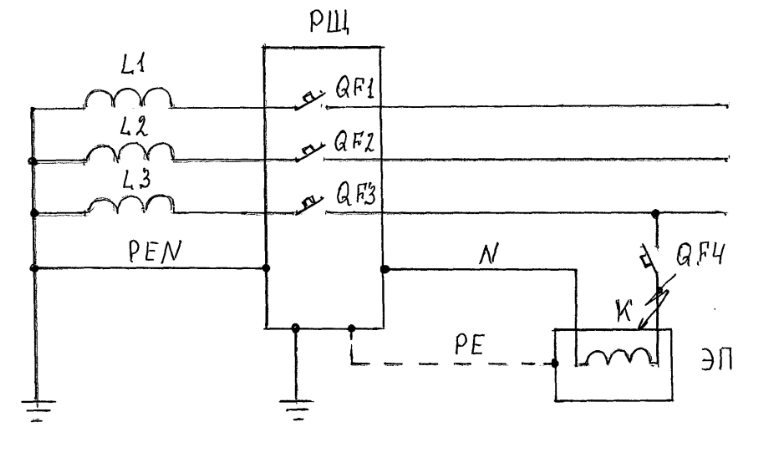 РЩ
L1
QF1
L2
QF2
L3
QF3
PEN
N
QF4
K
PE
ЭП